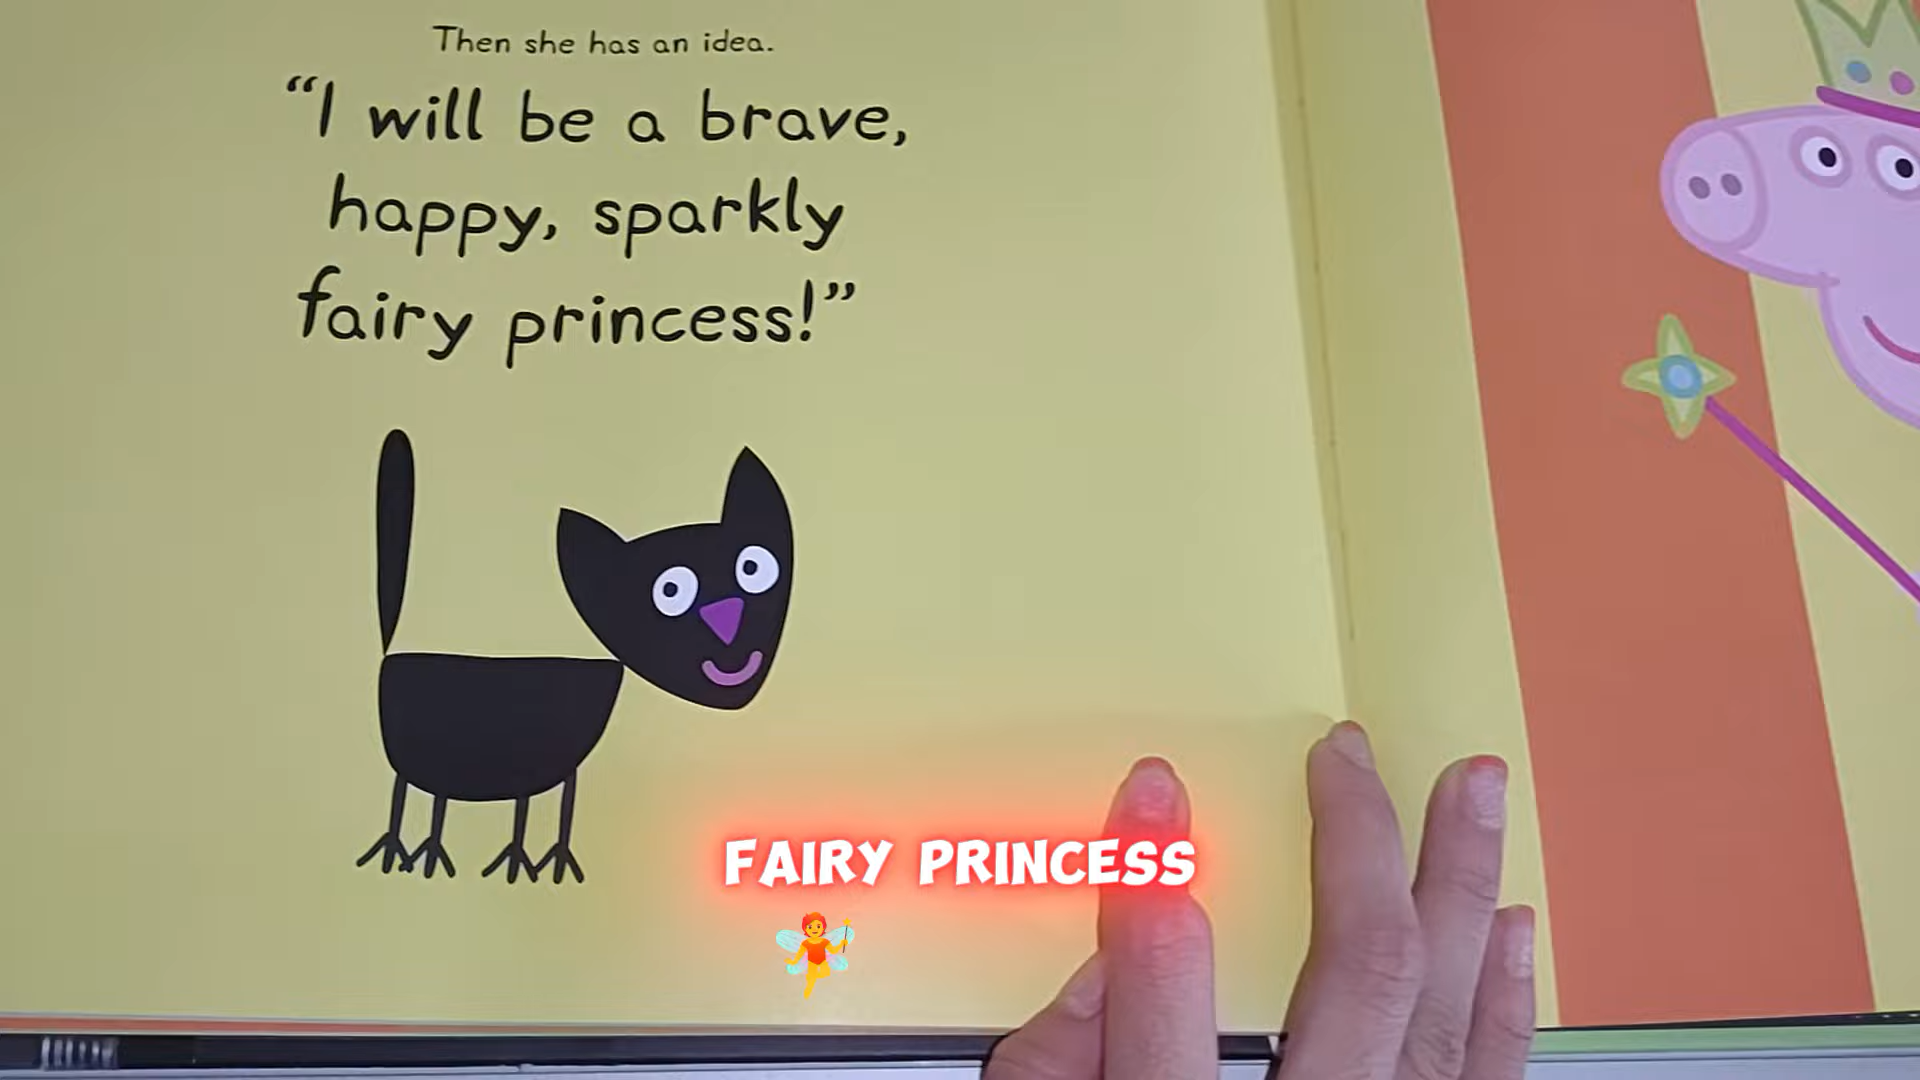 Then she has an idea.
“I will be a brave,
happy, sparkly
fairy princess!”
FAIRY PRINCESS